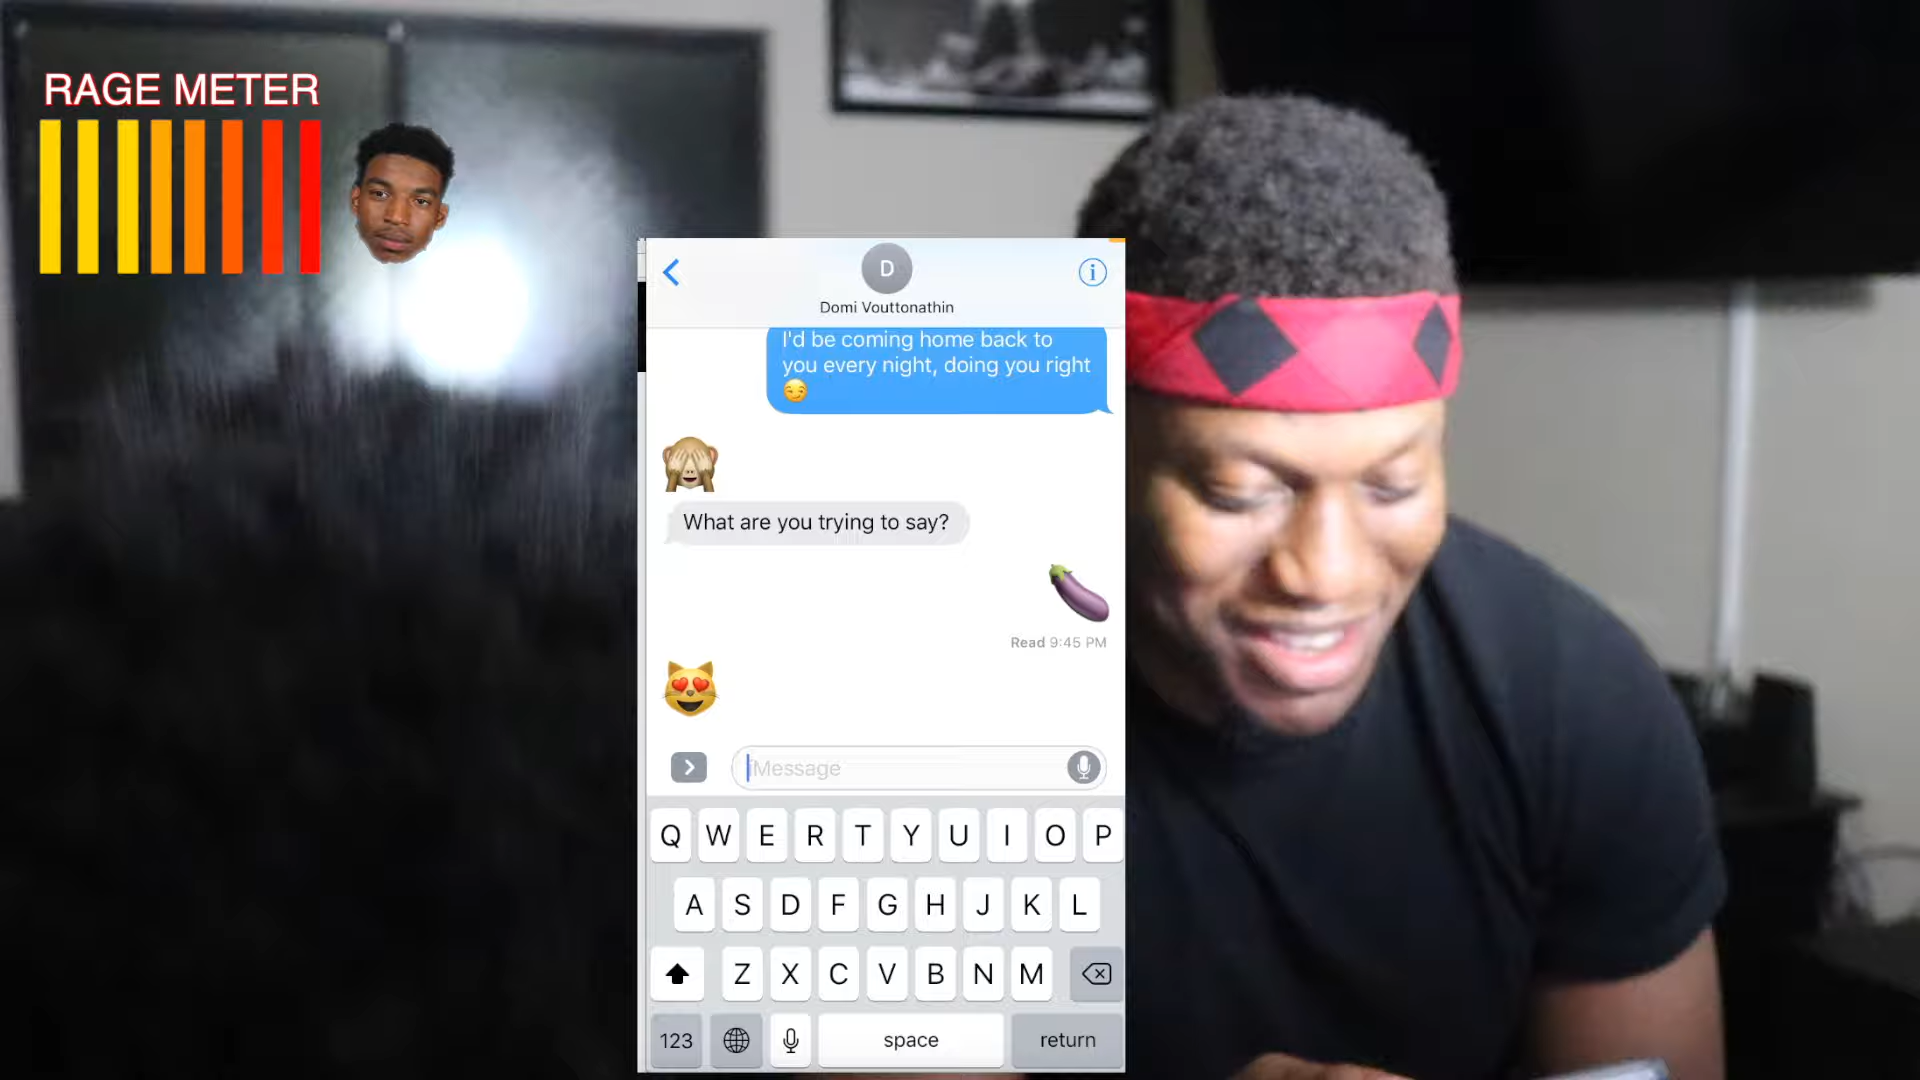 RAGE METER
D
Domi Vouttonathin
I'd be coming home back to
you every night, doing you right
😏
🙈
What are you trying to say?
🍆
Read 9:45 PM
😻
iMessage
Q W E R T Y U I O P
A S D F G H J K L
Z X C V B N M
123 space return